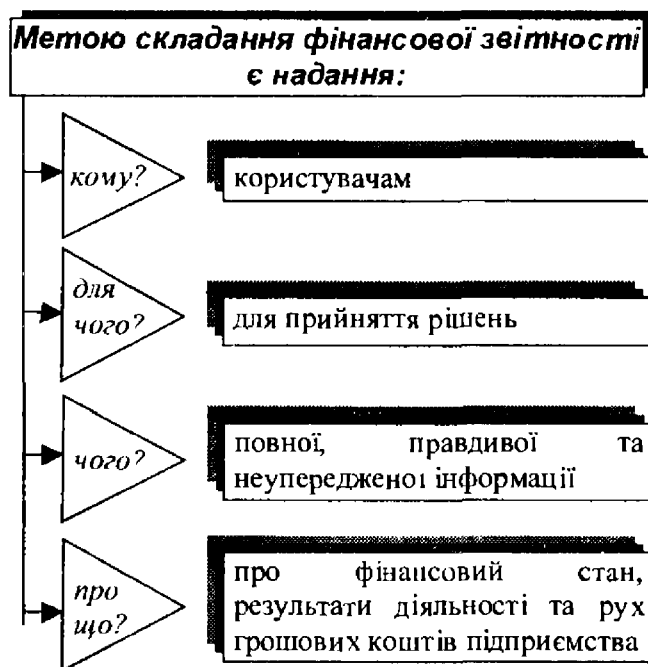 Метою складання фінансової звітності
є надання:
кому?
користувачам
для
чого?
для прийняття рішень
чого?
повної, правдивої та
неупередженої інформації
про
що?
про фінансовий стан,
результати діяльності та рух
грошових коштів підприємства